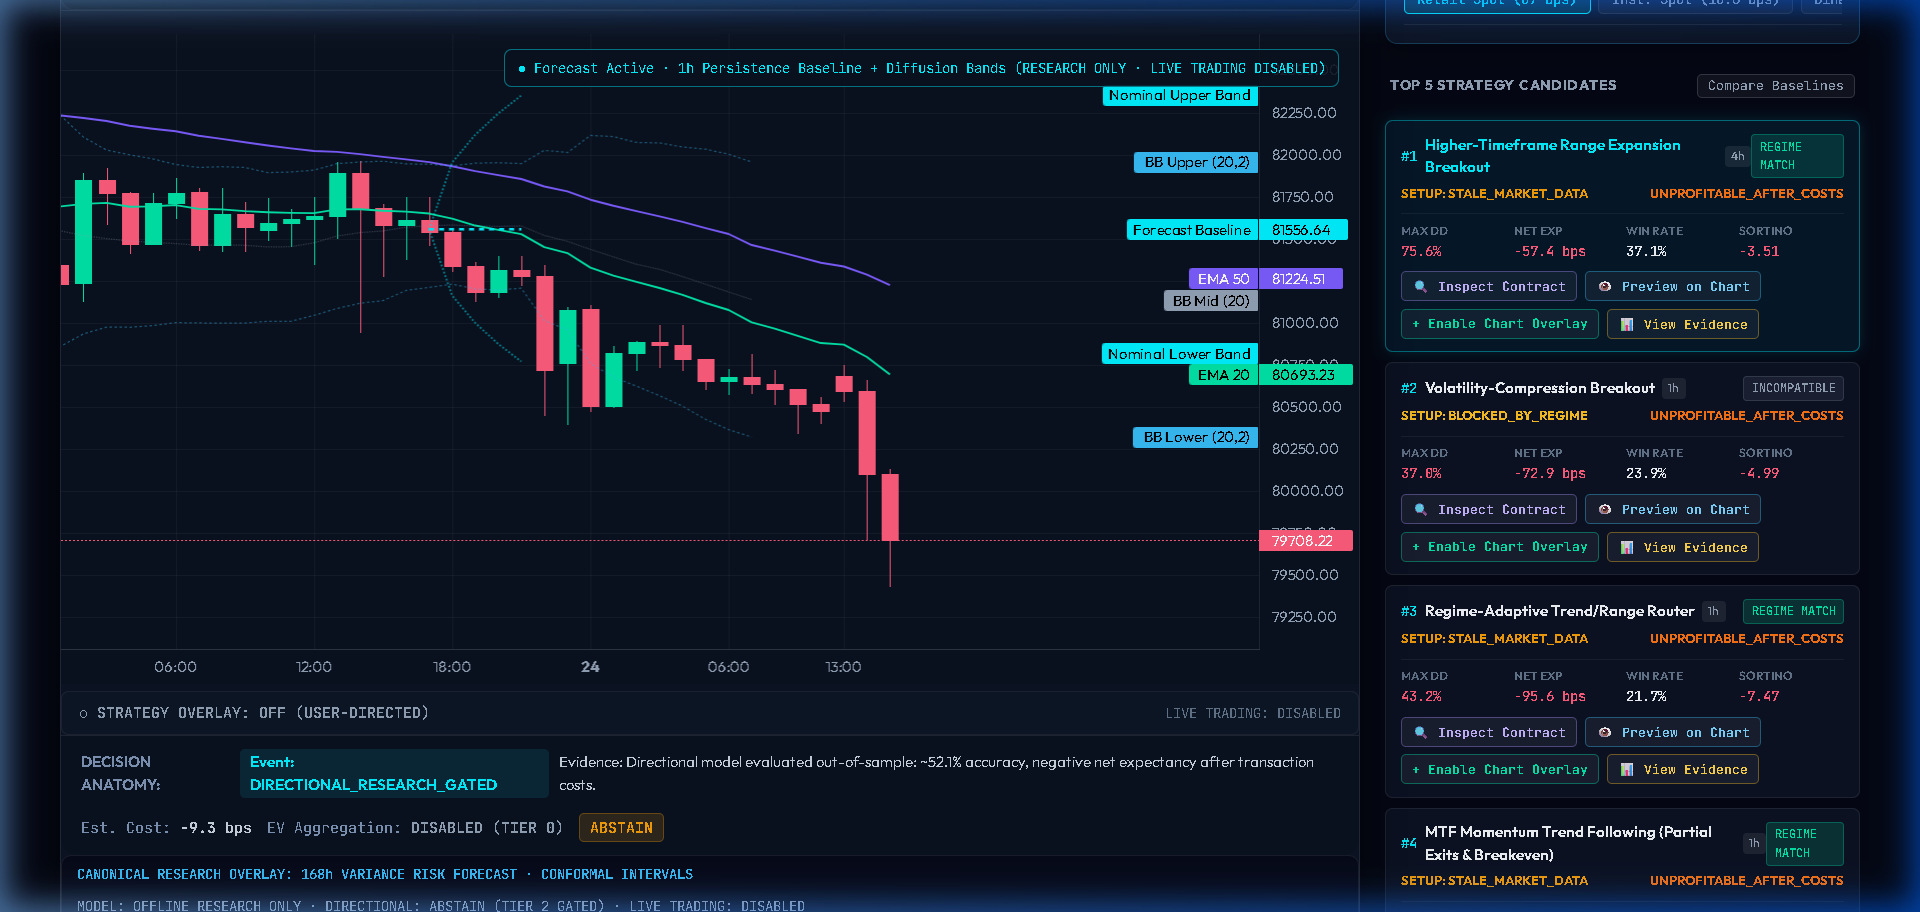 ● Forecast Active · 1h Persistence Baseline + Diffusion Bands (RESEARCH ONLY · LIVE TRADING DISABLED)
Nominal Upper Band
82250.00
BB Upper (20,2)
82000.00
81750.00
Forecast Baseline 81556.64
EMA 50 81224.51
BB Mid (20)
81000.00
Nominal Lower Band
EMA 20 80693.23
80500.00
BB Lower (20,2)
80250.00
80000.00
79708.22
79500.00
79250.00
06:00 12:00 18:00 24 06:00 13:00
○ STRATEGY OVERLAY: OFF (USER-DIRECTED) LIVE TRADING: DISABLED
DECISION ANATOMY:
Event: DIRECTIONAL_RESEARCH_GATED
Evidence: Directional model evaluated out-of-sample: ~52.1% accuracy, negative net expectancy after transaction
costs.
Est. Cost: -9.3 bps EV Aggregation: DISABLED (TIER 0) ABSTAIN
CANONICAL RESEARCH OVERLAY: 168h VARIANCE RISK FORECAST · CONFORMAL INTERVALS
MODEL: OFFLINE RESEARCH ONLY · DIRECTIONAL: ABSTAIN (TIER 2 GATED) · LIVE TRADING: DISABLED
TOP 5 STRATEGY CANDIDATES Compare Baselines
#1 Higher-Timeframe Range Expansion Breakout 4h REGIME MATCH
SETUP: STALE_MARKET_DATA UNPROFITABLE_AFTER_COSTS
MAX DD NET EXP WIN RATE SORTINO
75.6% -57.4 bps 37.1% -3.51
Inspect Contract Preview on Chart
+ Enable Chart Overlay View Evidence
#2 Volatility-Compression Breakout 1h INCOMPATIBLE
SETUP: BLOCKED_BY_REGIME UNPROFITABLE_AFTER_COSTS
MAX DD NET EXP WIN RATE SORTINO
37.0% -72.9 bps 23.9% -4.99
Inspect Contract Preview on Chart
+ Enable Chart Overlay View Evidence
#3 Regime-Adaptive Trend/Range Router 1h REGIME MATCH
SETUP: STALE_MARKET_DATA UNPROFITABLE_AFTER_COSTS
MAX DD NET EXP WIN RATE SORTINO
43.2% -95.6 bps 21.7% -7.47
Inspect Contract Preview on Chart
+ Enable Chart Overlay View Evidence
#4 MTF Momentum Trend Following (Partial Exits & Breakeven) 1h REGIME MATCH
SETUP: STALE_MARKET_DATA UNPROFITABLE_AFTER_COSTS